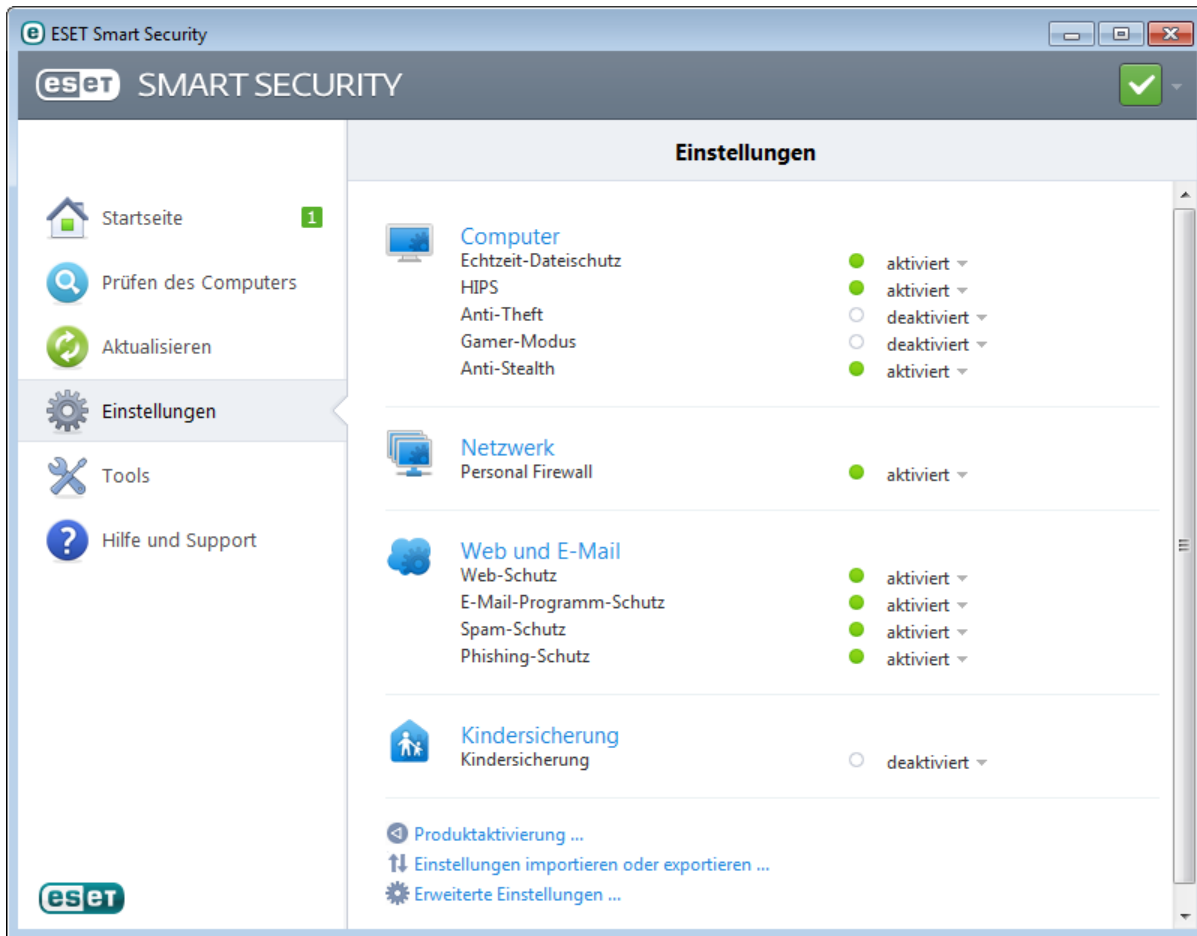 ESET Smart Security
eset SMART SECURITY
Einstellungen
Startseite 1
Prüfen des Computers
Aktualisieren
Einstellungen
Tools
Hilfe und Support
Computer
Echtzeit-Dateischutz aktiviert
HIPS aktiviert
Anti-Theft deaktiviert
Gamer-Modus deaktiviert
Anti-Stealth aktiviert
Netzwerk
Personal Firewall aktiviert
Web und E-Mail
Web-Schutz aktiviert
E-Mail-Programm-Schutz aktiviert
Spam-Schutz aktiviert
Phishing-Schutz aktiviert
Kindersicherung
Kindersicherung deaktiviert
Produktaktivierung ...
Einstellungen importieren oder exportieren ...
Erweiterte Einstellungen ...
eset